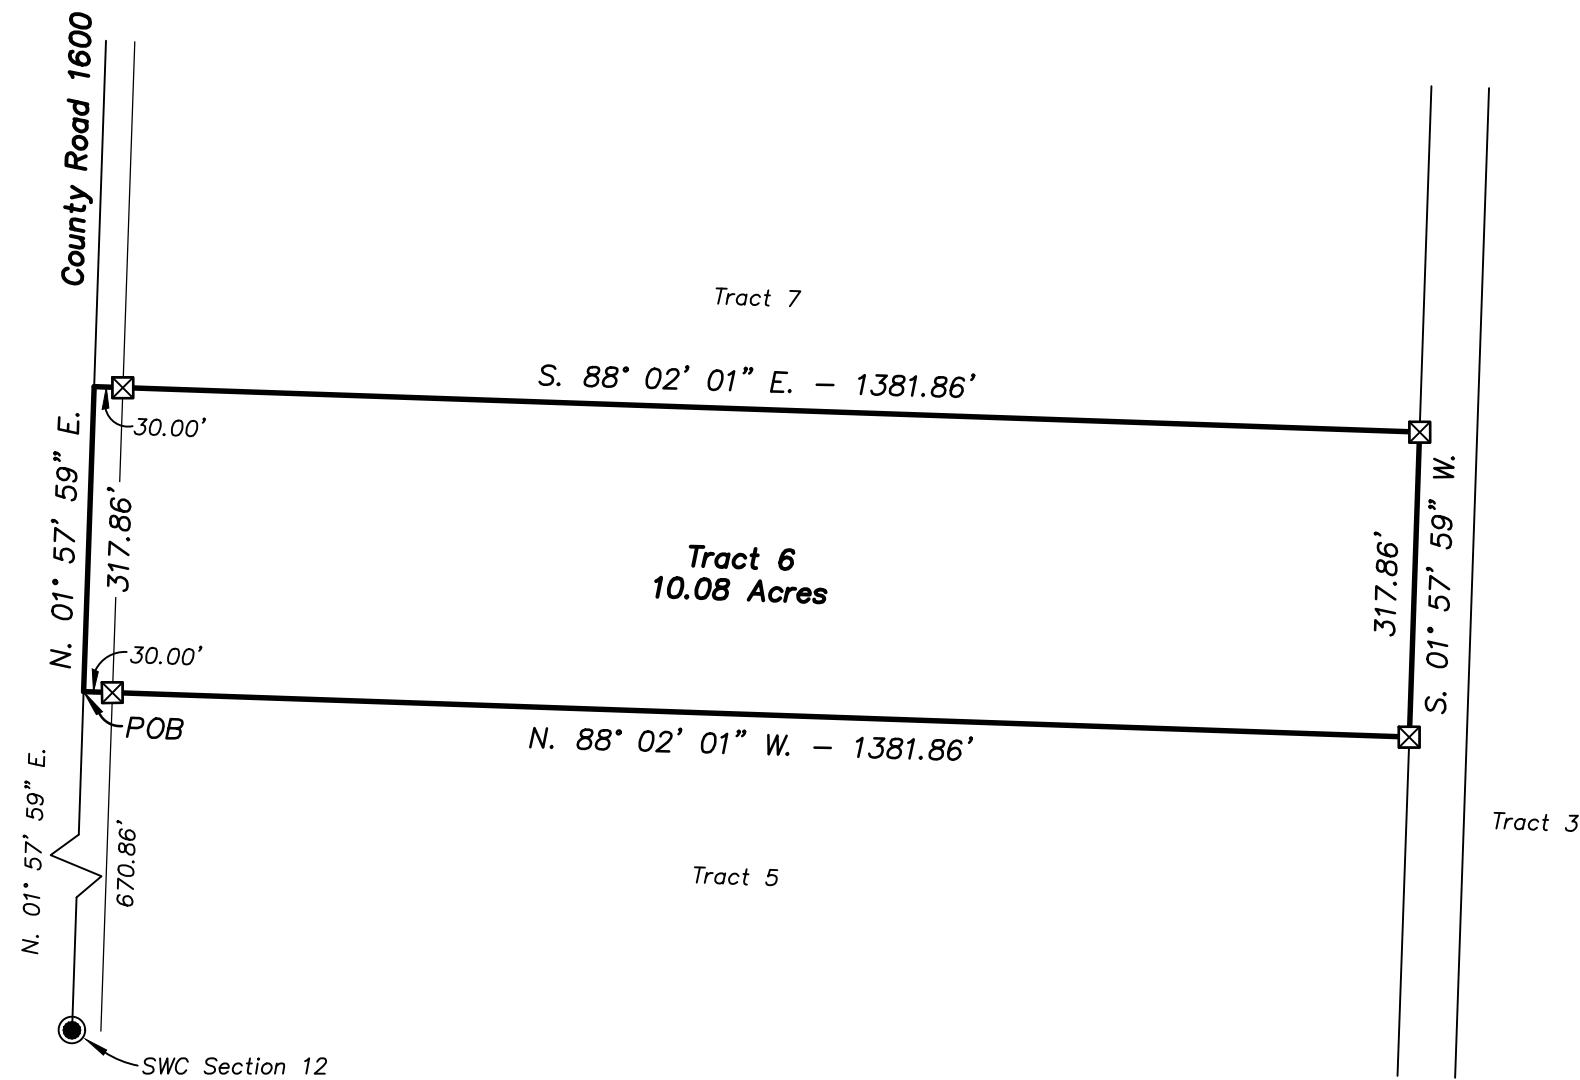 County Road 1600
Tract 7
S. 88° 02' 01" E. – 1381.86'
30.00'
N. 01° 57' 59" E.
317.86'
Tract 6
10.08 Acres
317.86'
S. 01° 57' 59" W.
30.00'
POB
N. 88° 02' 01" W. – 1381.86'
N. 01° 57' 59" E.
670.86'
Tract 5
Tract 3
SWC Section 12